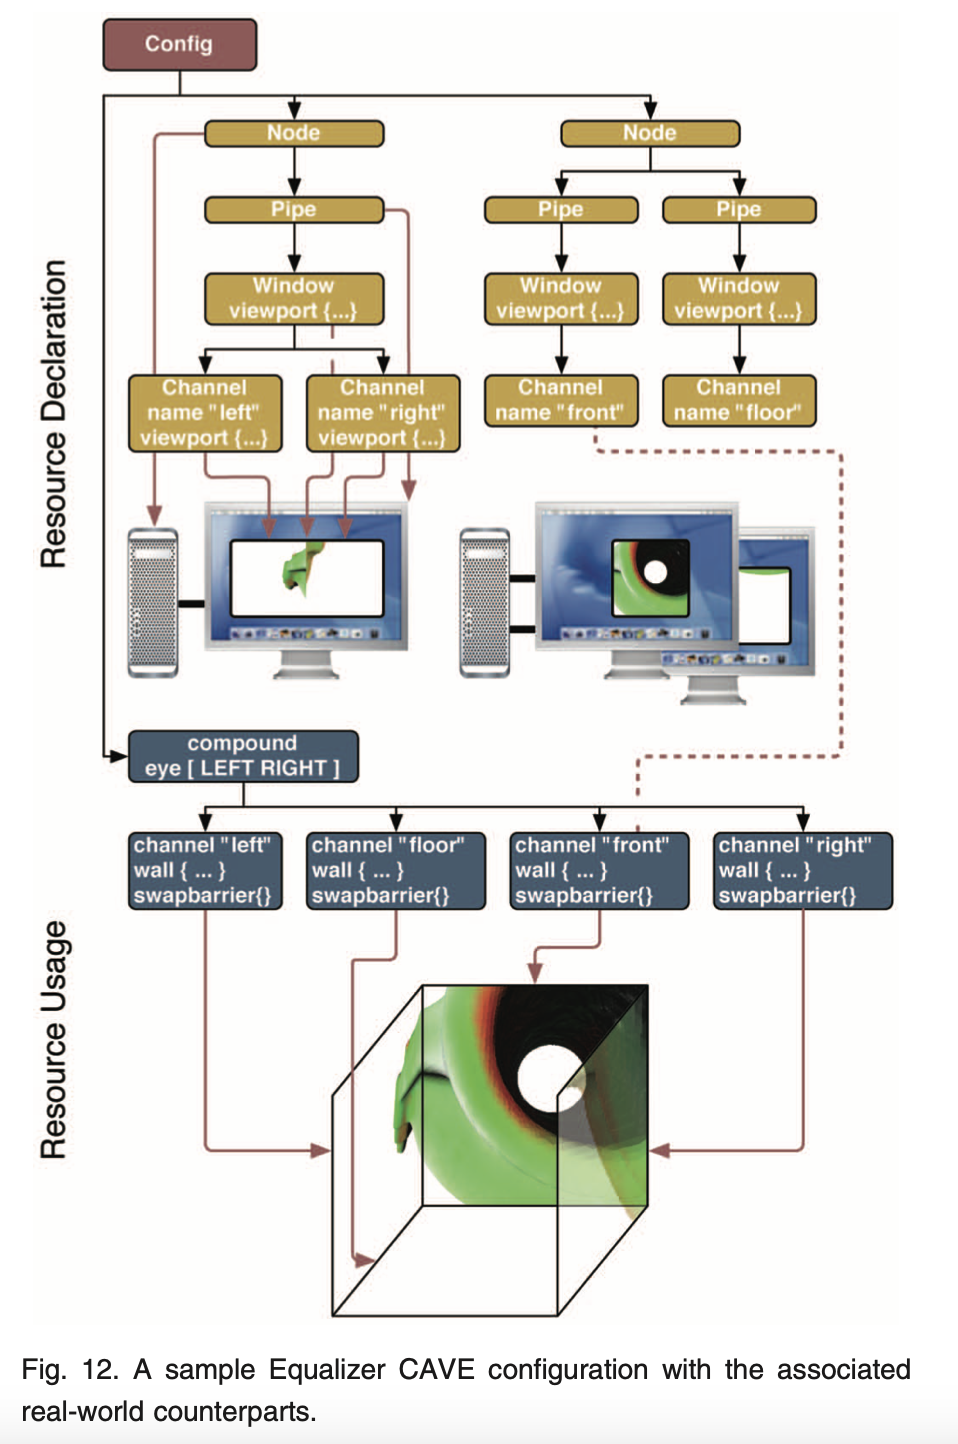 Config
Node
Node
Pipe
Pipe
Pipe
Window
viewport {...}
Window
viewport {...}
Window
viewport {...}
Channel
name "left"
viewport {...}
Channel
name "right"
viewport {...}
Channel
name "front"
Channel
name "floor"
Resource Declaration
compound
eye [ LEFT RIGHT ]
channel "left"
wall { ... }
swapbarrier{}
channel "floor"
wall { ... }
swapbarrier{}
channel "front"
wall { ... }
swapbarrier{}
channel "right"
wall { ... }
swapbarrier{}
Resource Usage
Fig. 12. A sample Equalizer CAVE configuration with the associated
real-world counterparts.